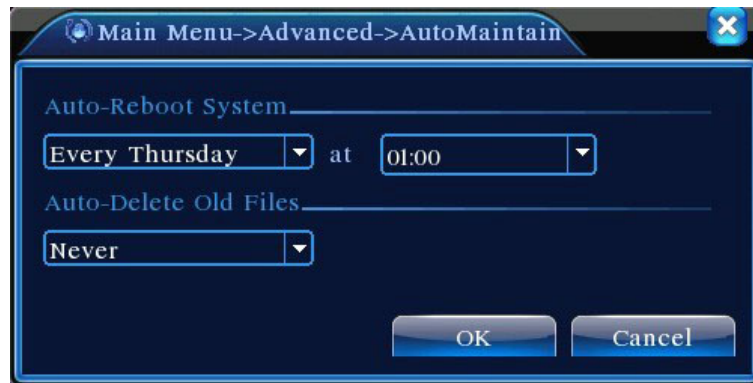 Main Menu->Advanced->AutoMaintain
Auto-Reboot System
Every Thursday at 01:00
Auto-Delete Old Files
Never
OK Cancel